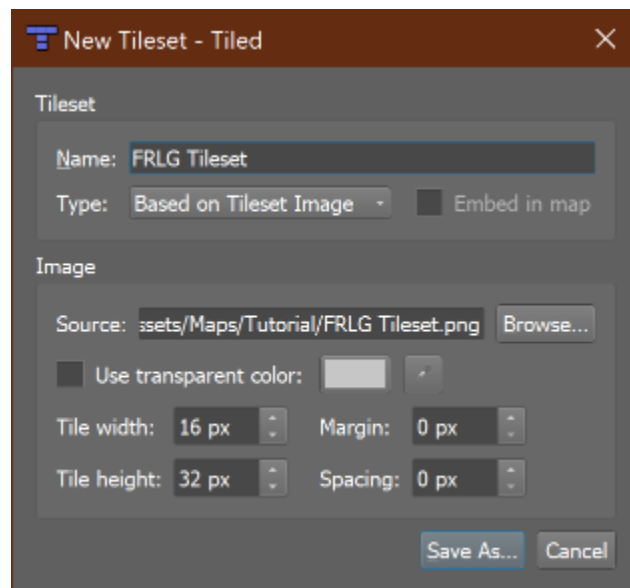 New Tileset - Tiled
Tileset
Name: FRLG Tileset
Type: Based on Tileset Image Embed in map
Image
Source: ssets/Maps/Tutorial/FRLG Tileset.png Browse...
Use transparent color:
Tile width: 16 px Margin: 0 px
Tile height: 32 px Spacing: 0 px
Save As... Cancel